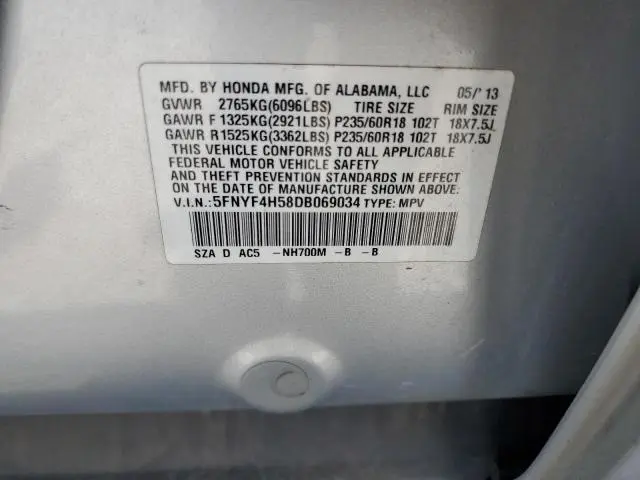 MFD. BY HONDA MFG. OF ALABAMA, LLC 05/'13
GVWR 2765KG(6096LBS) TIRE SIZE RIM SIZE
GAWR F 1325KG(2921LBS) P235/60R18 102T 18X7.5J
GAWR R1525KG(3362LBS) P235/60R18 102T 18X7.5J
THIS VEHICLE CONFORMS TO ALL APPLICABLE
FEDERAL MOTOR VEHICLE SAFETY
AND THEFT PREVENTION STANDARDS IN EFFECT ON
THE DATE OF MANUFACTURE SHOWN ABOVE:
V.I.N.:5FNYF4H58DB069034 TYPE: MPV
SZA D AC5 -NH700M -B -B